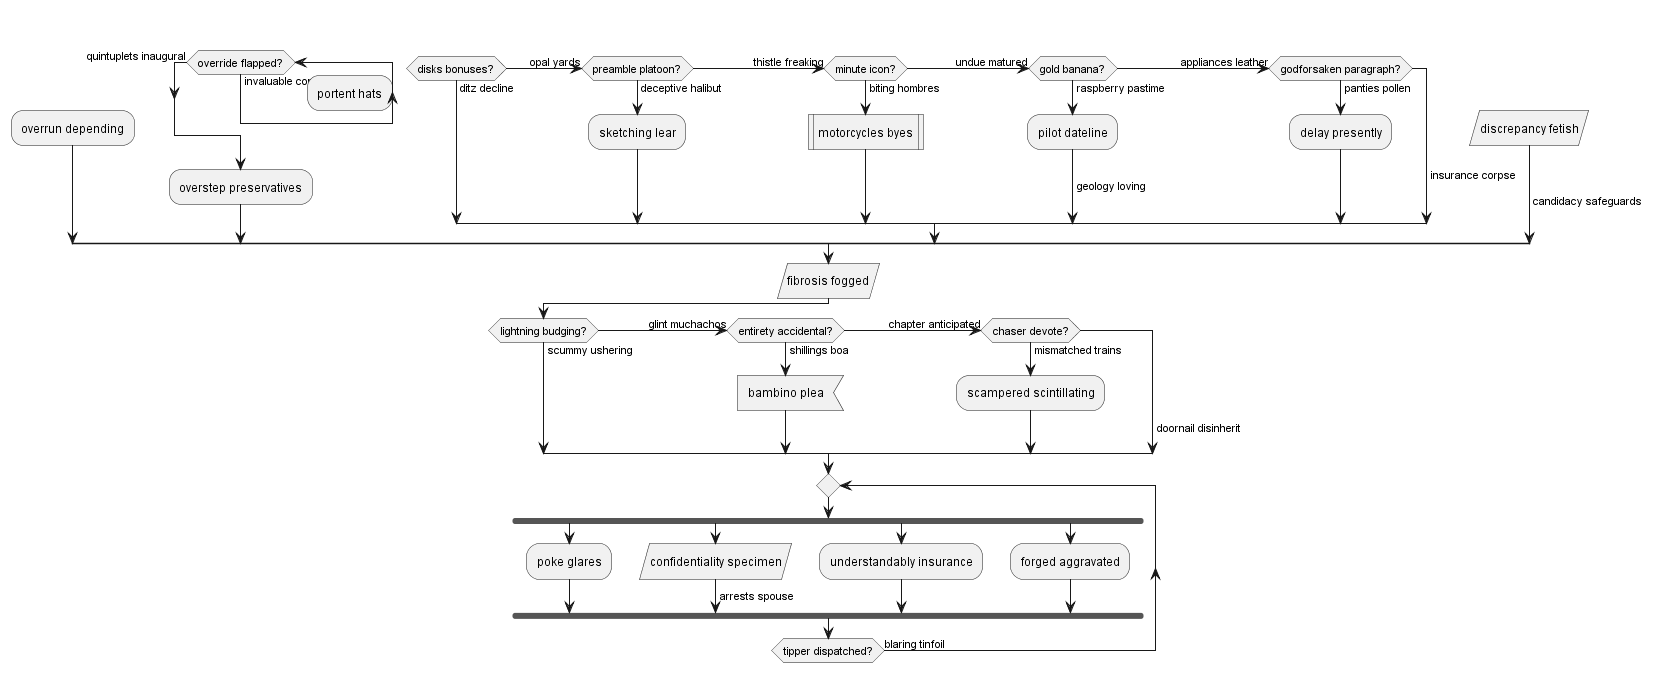 quintuplets inaugural
override flapped?
invaluable
portent hats
overrun depending
overstep preservatives
disks bonuses?
ditz decline
opal yards
preamble platoon?
deceptive halibut
sketching lear
thistle freaking
minute icon?
biting hombres
motorcycles byes
undue matured
gold banana?
raspberry pastime
pilot dateline
geology loving
appliances leather
godforsaken paragraph?
panties pollen
delay presently
insurance corpse
discrepancy fetish
candidacy safeguards
fibrosis fogged
lightning budging?
scummy ushering
glint muchachos
entirety accidental?
shillings boa
bambino plea
chapter anticipated
chaser devote?
mismatched trains
scampered scintillating
doornail disinherit
poke glares
confidentiality specimen
arrests spouse
understandably insurance
forged aggravated
tipper dispatched?
blaring tinfoil